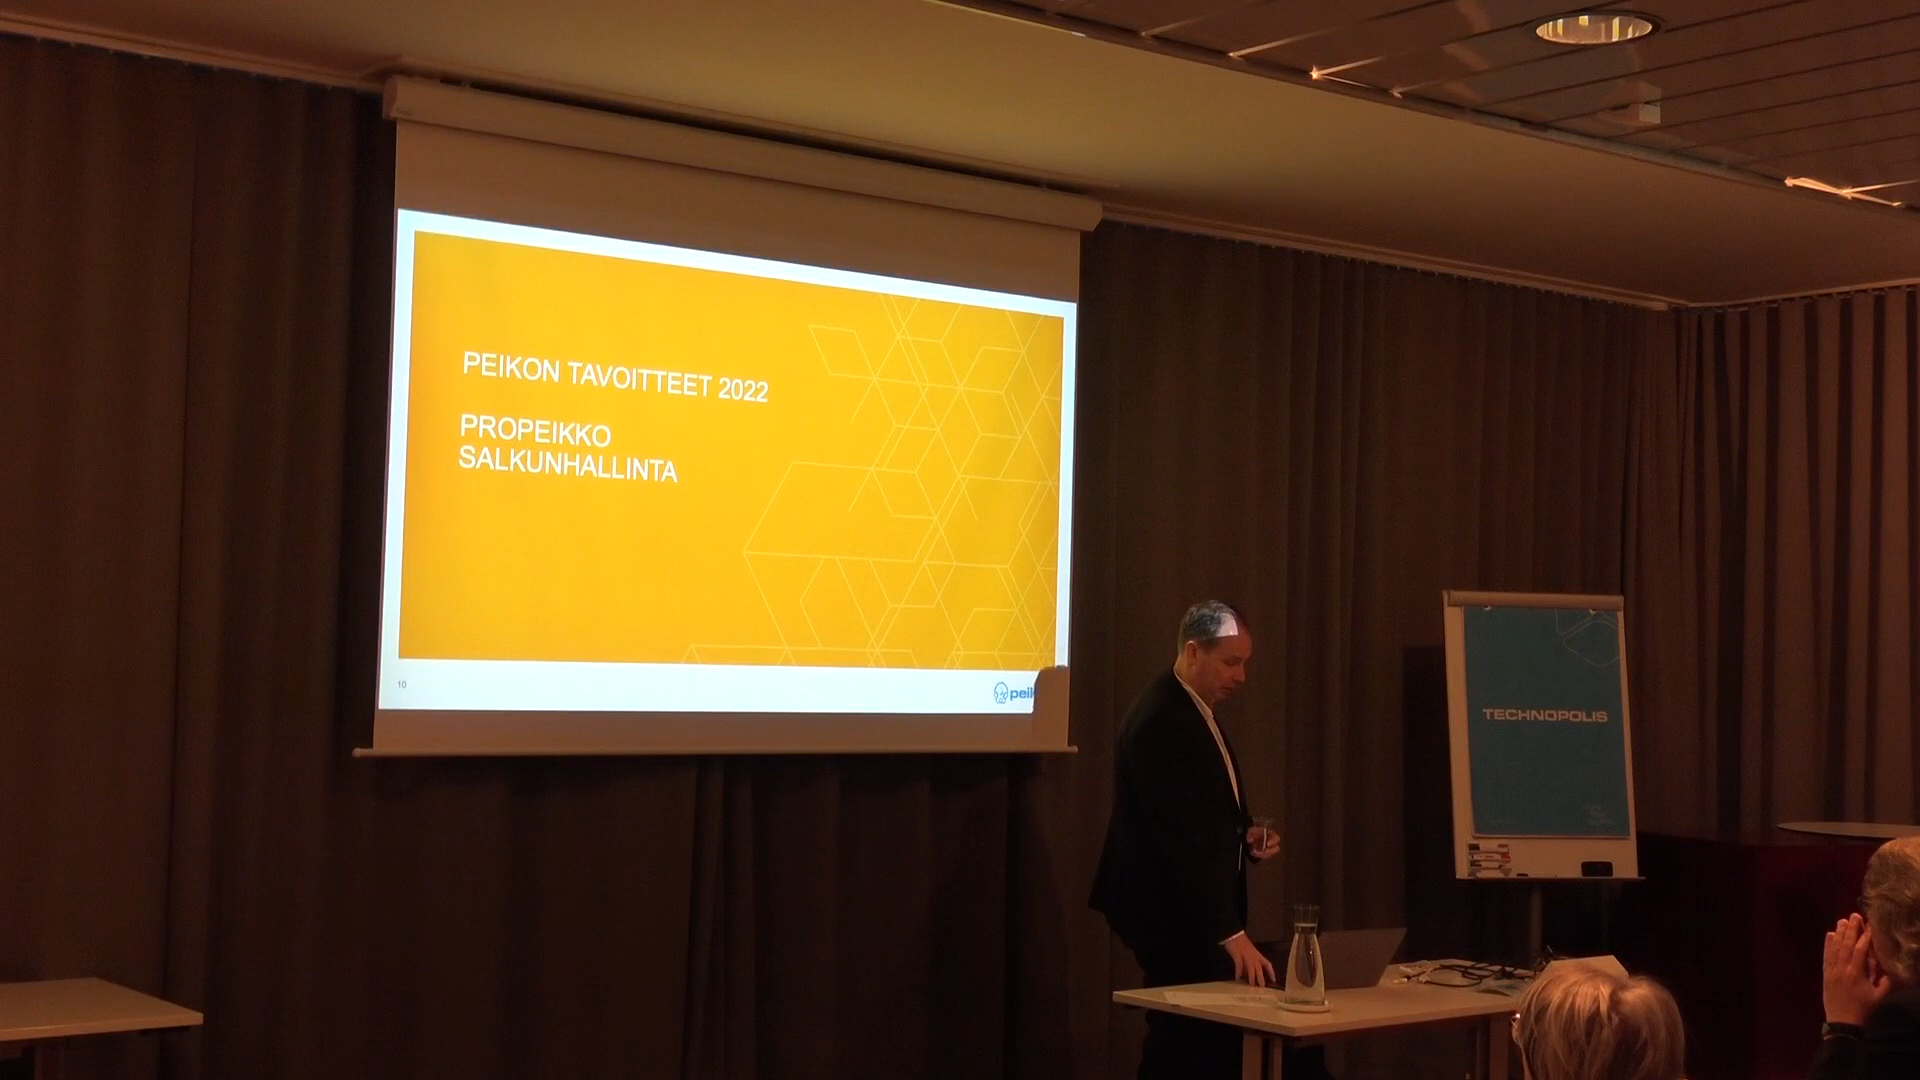 PEIKON TAVOITTEET 2022
PROPEIKKO
SALKUNHALLINTA
10
peik
TECHNOPOLIS